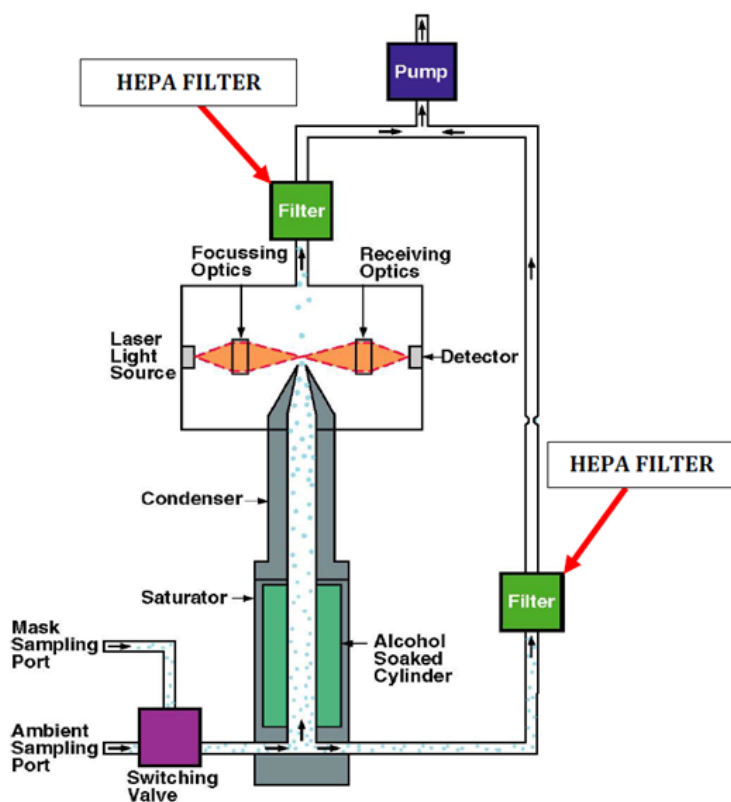 Pump
HEPA FILTER
Filter
Focussing
Optics
Receiving
Optics
Laser
Light
Source
Detector
HEPA FILTER
Condenser
Saturator
Filter
Mask
Sampling
Port
Alcohol
Soaked
Cylinder
Ambient
Sampling
Port
Switching
Valve